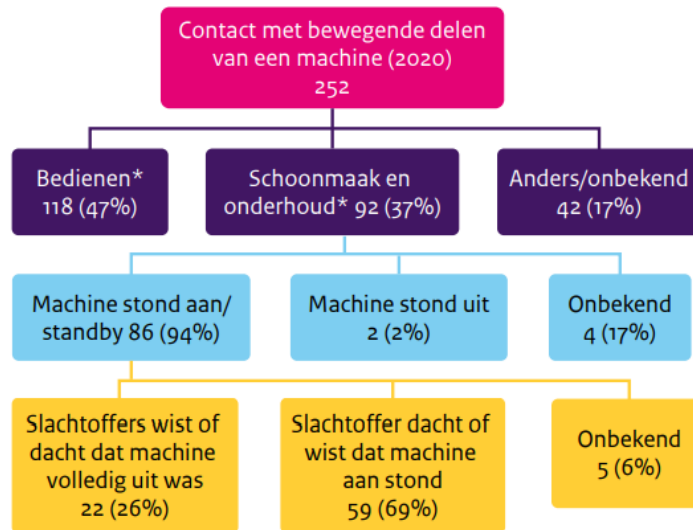 Contact met bewegende delen
van een machine (2020)
252
Bedienen*
118 (47%)
Schoonmaak en
onderhoud* 92 (37%)
Anders/onbekend
42 (17%)
Machine stond aan/
standby 86 (94%)
Machine stond uit
2 (2%)
Onbekend
4 (17%)
Slachtoffers wist of
dacht dat machine
volledig uit was
22 (26%)
Slachtoffer dacht of
wist dat machine
aan stond
59 (69%)
Onbekend
5 (6%)